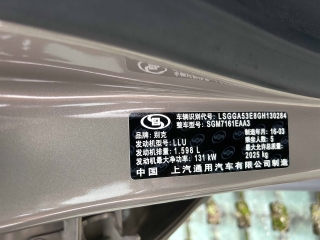 车辆识别代号: LSGGA53E8GH130284
整车型号: SGM7161EAA3
品牌: 别克
制造年月: 16-03
发动机型号: LLU
乘坐人数: 5
发动机排量: 1.598 L
最大允许总质量: 2025 kg
发动机最大净功率: 131 kW
中国 上汽通用汽车有限公司制造